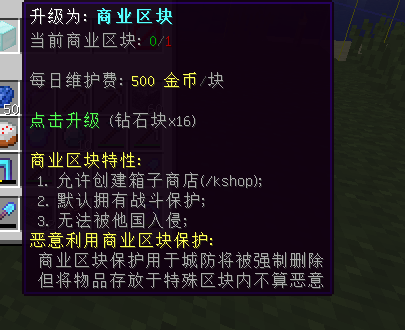 升级为: 商业区块
当前商业区块: 0/1
每日维护费: 500 金币/块
点击升级 (钻石块x16)
商业区块特性:
1. 允许创建箱子商店(/kshop);
2. 默认拥有战斗保护;
3. 无法被他国入侵;
恶意利用商业区块保护:
商业区块保护用于城防将被强制删除
但将物品存放于特殊区块内不算恶意
50